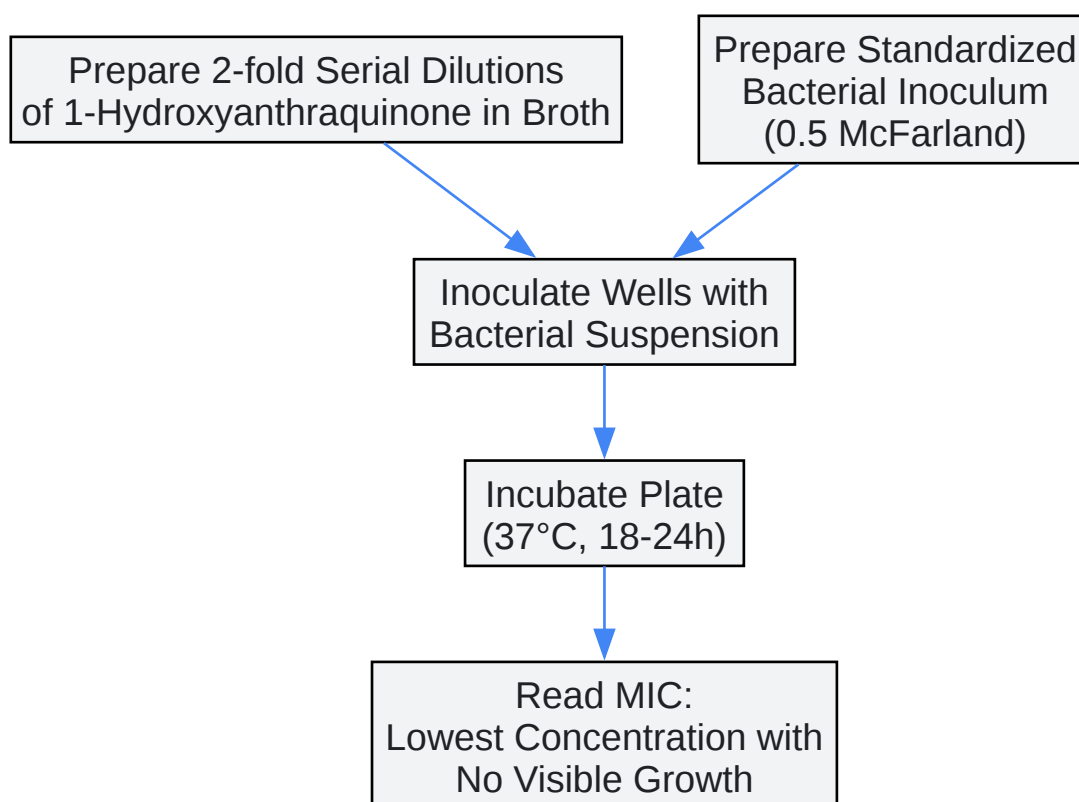 Prepare 2-fold Serial Dilutions
of 1-Hydroxyanthraquinone in Broth
Prepare Standardized
Bacterial Inoculum
(0.5 McFarland)
Inoculate Wells with
Bacterial Suspension
Incubate Plate
(37°C, 18-24h)
Read MIC:
Lowest Concentration with
No Visible Growth